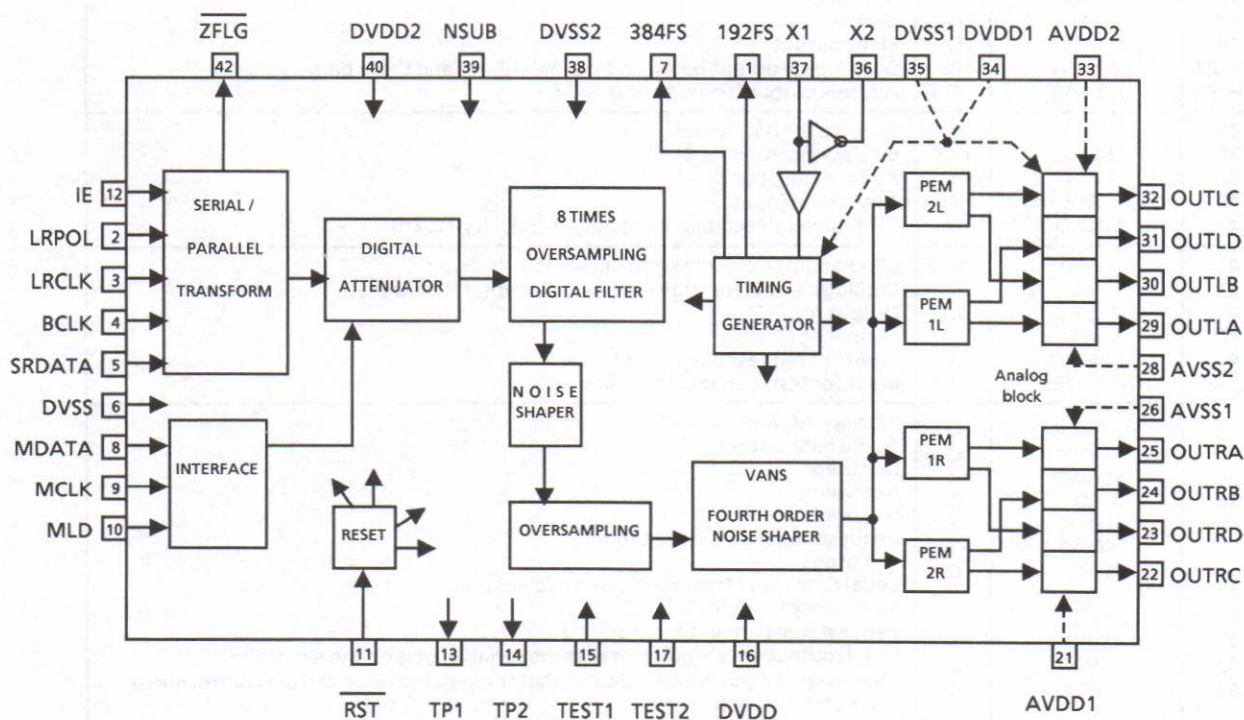 ZFLG DVDD2 NSUB DVSS2 384FS 192FS X1 X2 DVSS1 DVDD1 AVDD2
42 40 39 38 7 1 37 36 35 34 33
IE 12
LRPOL 2
LRCLK 3
BCLK 4
SRDATA 5
DVSS 6
MDATA 8
MCLK 9
MLD 10
SERIAL /
PARALLEL
TRANSFORM
INTERFACE
DIGITAL
ATTENUATOR
RESET
8 TIMES
OVERSAMPLING
DIGITAL FILTER
NOISE
SHAPER
OVERSAMPLING
TIMING
GENERATOR
VANS
FOURTH ORDER
NOISE SHAPER
PEM
2L
PEM
1L
Analog
block
PEM
1R
PEM
2R
32 OUTLC
31 OUTLD
30 OUTLB
29 OUTLA
28 AVSS2
26 AVSS1
25 OUTRA
24 OUTRB
23 OUTRD
22 OUTRC
11 13 14 15 17 16 21
RST TP1 TP2 TEST1 TEST2 DVDD AVDD1